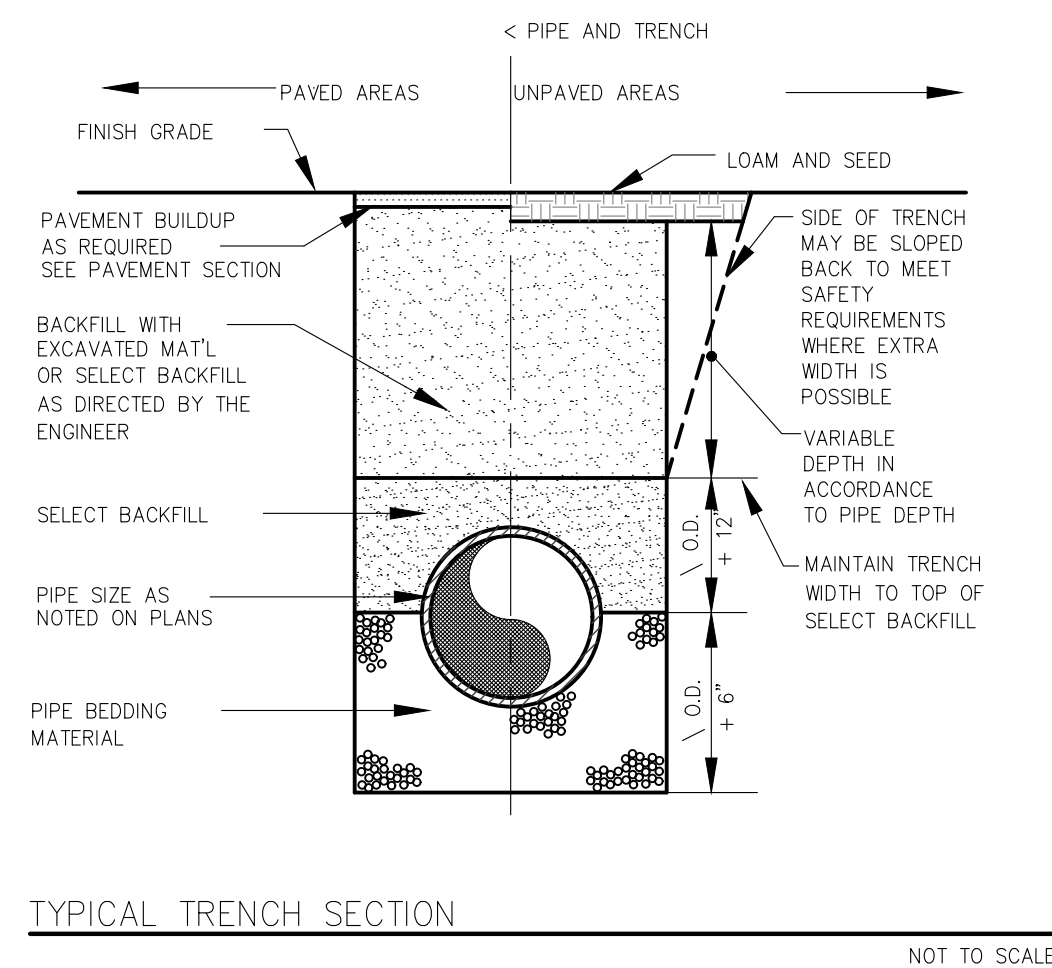 < PIPE AND TRENCH
PAVED AREAS
UNPAVED AREAS
FINISH GRADE
LOAM AND SEED
PAVEMENT BUILDUP
AS REQUIRED
SEE PAVEMENT SECTION
SIDE OF TRENCH
MAY BE SLOPED
BACK TO MEET
SAFETY
REQUIREMENTS
WHERE EXTRA
WIDTH IS
POSSIBLE
BACKFILL WITH
EXCAVATED MAT'L
OR SELECT BACKFILL
AS DIRECTED BY THE
ENGINEER
VARIABLE
DEPTH IN
ACCORDANCE
TO PIPE DEPTH
SELECT BACKFILL
\ O.D.
+ 12"
MAINTAIN TRENCH
WIDTH TO TOP OF
SELECT BACKFILL
PIPE SIZE AS
NOTED ON PLANS
\ O.D.
+ 6"
PIPE BEDDING
MATERIAL
TYPICAL TRENCH SECTION
NOT TO SCALE